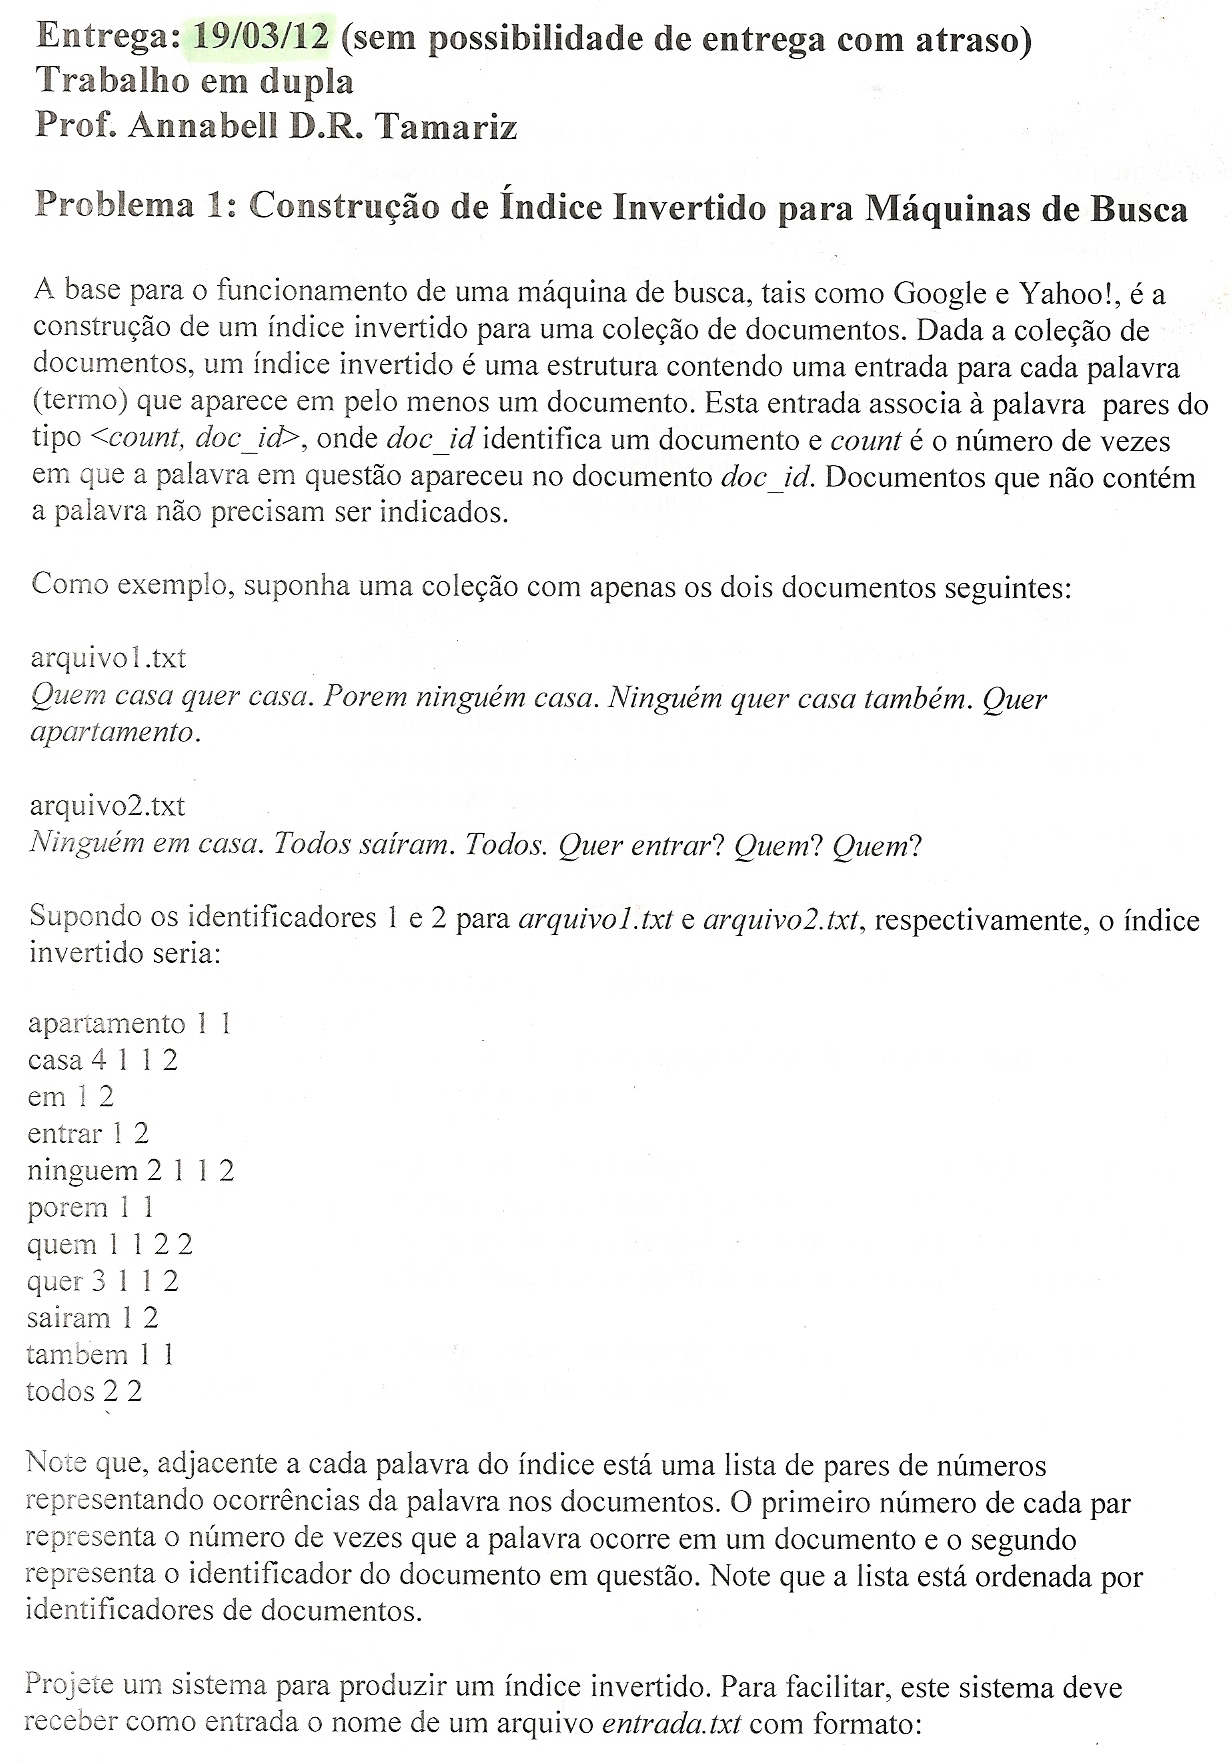 Entrega: 19/03/12 (sem possibilidade de entrega com atraso)
Trabalho em dupla
Prof. Annabell D.R. Tamariz
Problema 1: Construção de Índice Invertido para Máquinas de Busca
A base para o funcionamento de uma máquina de busca, tais como Google e Yahoo!, é a
construção de um índice invertido para uma coleção de documentos. Dada a coleção de
documentos, um índice invertido é uma estrutura contendo uma entrada para cada palavra
(termo) que aparece em pelo menos um documento. Esta entrada associa à palavra pares do
tipo <count, doc_id>, onde doc_id identifica um documento e count é o número de vezes
em que a palavra em questão apareceu no documento doc_id. Documentos que não contém
a palavra não precisam ser indicados.
Como exemplo, suponha uma coleção com apenas os dois documentos seguintes:
arquivo1.txt
Quem casa quer casa. Porem ninguém casa. Ninguém quer casa também. Quer
apartamento.
arquivo2.txt
Ninguém em casa. Todos saíram. Todos. Quer entrar? Quem? Quem?
Supondo os identificadores 1 e 2 para arquivo1.txt e arquivo2.txt, respectivamente, o índice
invertido seria:
apartamento 1 1
casa 4 1 1 2
em 1 2
entrar 1 2
ninguem 2 1 1 2
porem 1 1
quem 1 1 2 2
quer 3 1 1 2
sairam 1 2
tambem 1 1
todos 2 2
Note que, adjacente a cada palavra do índice está uma lista de pares de números
representando ocorrências da palavra nos documentos. O primeiro número de cada par
representa o número de vezes que a palavra ocorre em um documento e o segundo
representa o identificador do documento em questão. Note que a lista está ordenada por
identificadores de documentos.
Projete um sistema para produzir um índice invertido. Para facilitar, este sistema deve
receber como entrada o nome de um arquivo entrada.txt com formato: